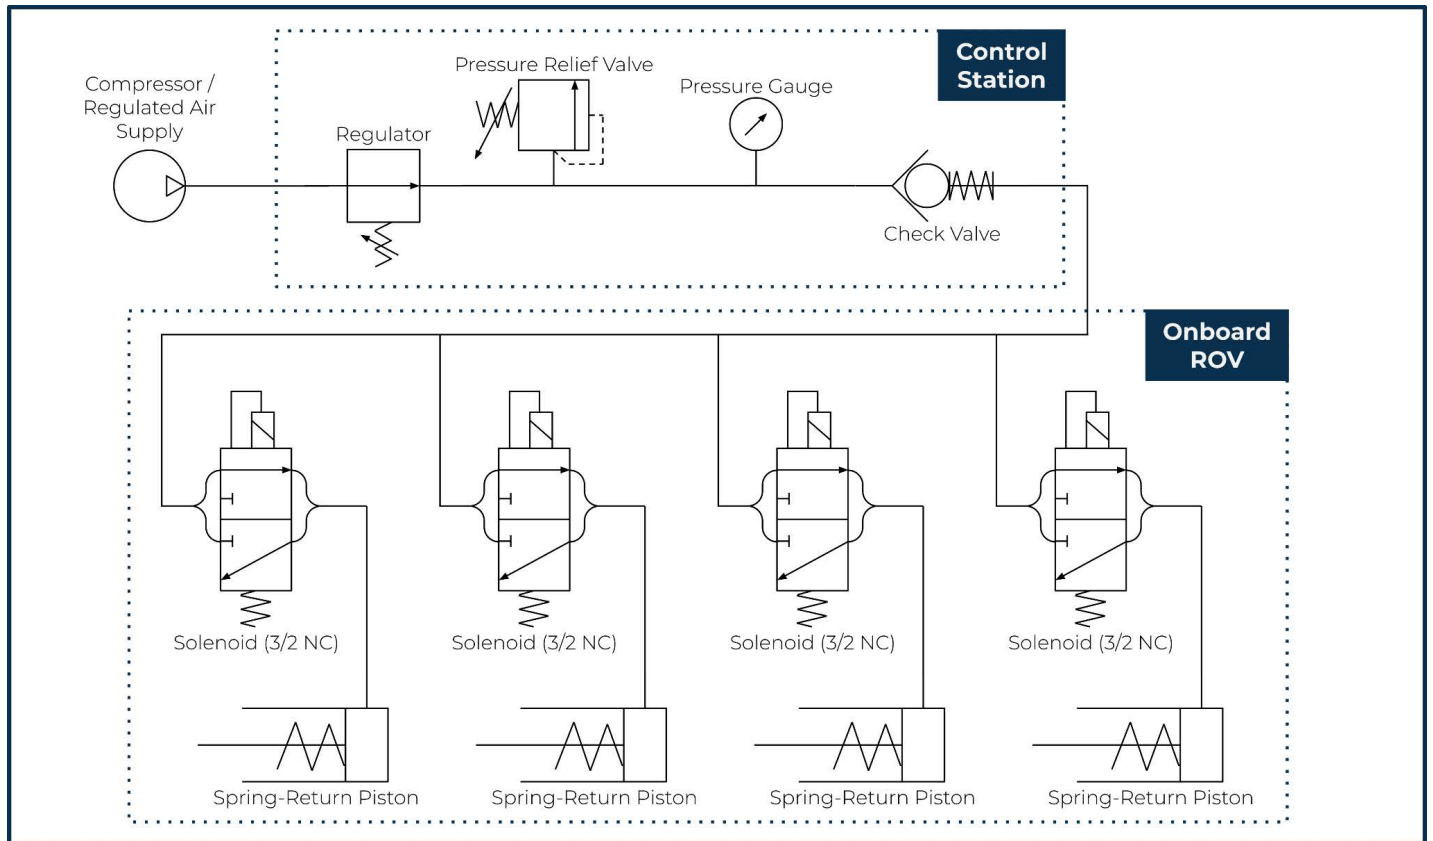 Control
Station
Compressor /
Regulated Air
Supply
Pressure Relief Valve
Pressure Gauge
Regulator
Check Valve
Onboard
ROV
Solenoid (3/2 NC)
Solenoid (3/2 NC)
Solenoid (3/2 NC)
Solenoid (3/2 NC)
Spring-Return Piston
Spring-Return Piston
Spring-Return Piston
Spring-Return Piston